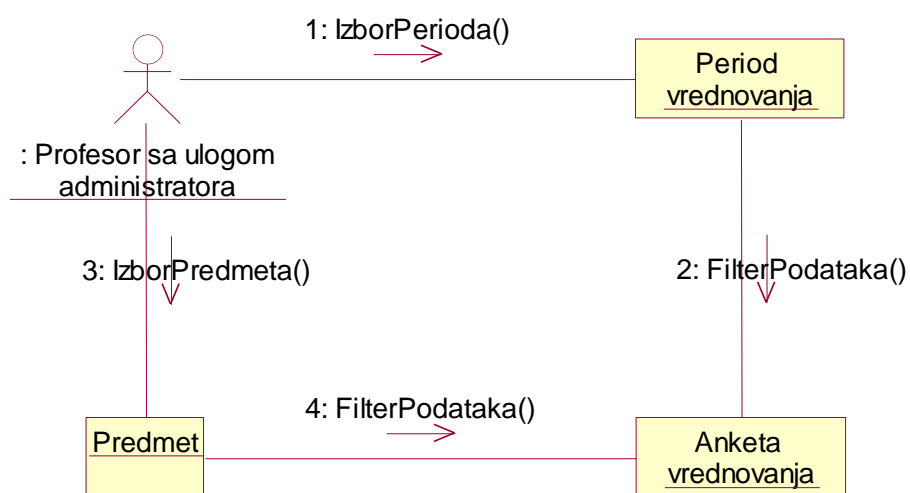 1: IzborPerioda()
Period
vrednovanja
: Profesor sa ulogom
administratora
3: IzborPredmeta()
2: FilterPodataka()
4: FilterPodataka()
Predmet
Anketa
vrednovanja